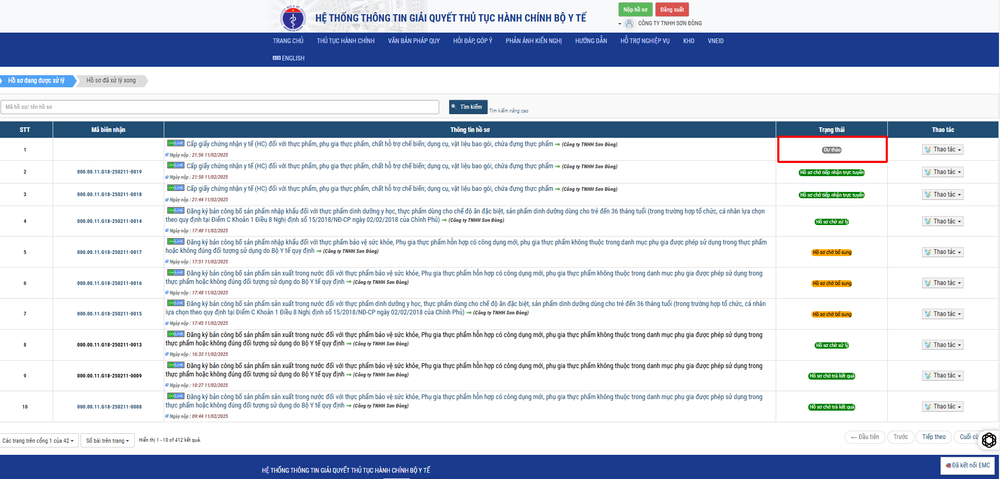 BỘ Y TẾ
HỆ THỐNG THÔNG TIN GIẢI QUYẾT THỦ TỤC HÀNH CHÍNH BỘ Y TẾ
Nộp hồ sơ Đăng xuất
CÔNG TY TNHH SƠN ĐÒNG
TRANG CHỦ THỦ TỤC HÀNH CHÍNH VĂN BẢN PHÁP QUY HỎI ĐÁP, GÓP Ý PHẢN ÁNH KIẾN NGHỊ HƯỚNG DẪN HỖ TRỢ NGHIỆP VỤ KHO VNEID
ENGLISH
Hồ sơ đang được xử lý Hồ sơ đã xử lý xong
Mã hồ sơ/ tên hồ sơ Tìm kiếm Tìm kiếm nâng cao
STT Mã biên nhận Thông tin hồ sơ Trạng thái Thao tác
1 ONLINE Cấp giấy chứng nhận y tế (HC) đối với thực phẩm, phụ gia thực phẩm, chất hỗ trợ chế biến; dụng cụ, vật liệu bao gói, chứa đựng thực phẩm ⇒ (Công ty TNHH Sơn Đòng) Dự thảo Thao tác
Ngày nộp : 21:56 11/02/2025
2 000.00.11.G18-250211-0019 ONLINE Cấp giấy chứng nhận y tế (HC) đối với thực phẩm, phụ gia thực phẩm, chất hỗ trợ chế biến; dụng cụ, vật liệu bao gói, chứa đựng thực phẩm ⇒ (Công ty TNHH Sơn Đòng) Hồ sơ chờ tiếp nhận trực tuyến Thao tác
Ngày nộp : 21:50 11/02/2025
3 000.00.11.G18-250211-0018 ONLINE Cấp giấy chứng nhận y tế (HC) đối với thực phẩm, phụ gia thực phẩm, chất hỗ trợ chế biến; dụng cụ, vật liệu bao gói, chứa đựng thực phẩm ⇒ (Công ty TNHH Sơn Đòng) Hồ sơ chờ tiếp nhận trực tuyến Thao tác
Ngày nộp : 21:44 11/02/2025
4 000.00.11.G18-250211-0014 ONLINE Đăng ký bản công bố sản phẩm nhập khẩu đối với thực phẩm dinh dưỡng y học, thực phẩm dùng cho chế độ ăn đặc biệt, sản phẩm dinh dưỡng dùng cho trẻ đến 36 tháng tuổi (trong trường hợp tổ chức, cá nhân lựa chọn
theo quy định tại Điểm C Khoản 1 Điều 8 Nghị định số 15/2018/NĐ-CP ngày 02/02/2018 của Chính Phủ) ⇒ (Công ty TNHH Sơn Đòng) Hồ sơ chờ xử lý Thao tác
Ngày nộp : 17:40 11/02/2025
5 000.00.11.G18-250211-0017 ONLINE Đăng ký bản công bố sản phẩm nhập khẩu đối với thực phẩm bảo vệ sức khỏe, Phụ gia thực phẩm hỗn hợp có công dụng mới, phụ gia thực phẩm không thuộc trong danh mục phụ gia được phép sử dụng trong thực phẩm
hoặc không đúng đối tượng sử dụng do Bộ Y tế quy định ⇒ (Công ty TNHH Sơn Đòng) Hồ sơ chờ bổ sung Thao tác
Ngày nộp : 17:51 11/02/2025
6 000.00.11.G18-250211-0016 ONLINE Đăng ký bản công bố sản phẩm sản xuất trong nước đối với thực phẩm bảo vệ sức khỏe, Phụ gia thực phẩm hỗn hợp có công dụng mới, phụ gia thực phẩm không thuộc trong danh mục phụ gia được phép sử dụng trong
thực phẩm hoặc không đúng đối tượng sử dụng do Bộ Y tế quy định ⇒ (Công ty TNHH Sơn Đòng) Hồ sơ chờ bổ sung Thao tác
Ngày nộp : 17:48 11/02/2025
7 000.00.11.G18-250211-0015 ONLINE Đăng ký bản công bố sản phẩm sản xuất trong nước đối với thực phẩm dinh dưỡng y học, thực phẩm dùng cho chế độ ăn đặc biệt, sản phẩm dinh dưỡng dùng cho trẻ đến 36 tháng tuổi (trong trường hợp tổ chức, cá nhân
lựa chọn theo quy định tại Điểm C Khoản 1 Điều 8 Nghị định số 15/2018/NĐ-CP ngày 02/02/2018 của Chính Phủ) ⇒ (Công ty TNHH Sơn Đòng) Hồ sơ chờ bổ sung Thao tác
Ngày nộp : 17:45 11/02/2025
8 000.00.11.G18-250211-0013 ONLINE Đăng ký bản công bố sản phẩm sản xuất trong nước đối với thực phẩm bảo vệ sức khỏe, Phụ gia thực phẩm hỗn hợp có công dụng mới, phụ gia thực phẩm không thuộc trong danh mục phụ gia được phép sử dụng trong
thực phẩm hoặc không đúng đối tượng sử dụng do Bộ Y tế quy định ⇒ (Công ty TNHH Sơn Đòng) Hồ sơ chờ xử lý Thao tác
Ngày nộp : 16:33 11/02/2025
9 000.00.11.G18-250211-0009 ONLINE Đăng ký bản công bố sản phẩm sản xuất trong nước đối với thực phẩm bảo vệ sức khỏe, Phụ gia thực phẩm hỗn hợp có công dụng mới, phụ gia thực phẩm không thuộc trong danh mục phụ gia được phép sử dụng trong
thực phẩm hoặc không đúng đối tượng sử dụng do Bộ Y tế quy định ⇒ (Công ty TNHH Sơn Đòng) Hồ sơ chờ trả kết quả Thao tác
Ngày nộp : 10:27 11/02/2025
10 000.00.11.G18-250211-0008 ONLINE Đăng ký bản công bố sản phẩm sản xuất trong nước đối với thực phẩm bảo vệ sức khỏe, Phụ gia thực phẩm hỗn hợp có công dụng mới, phụ gia thực phẩm không thuộc trong danh mục phụ gia được phép sử dụng trong
thực phẩm hoặc không đúng đối tượng sử dụng do Bộ Y tế quy định ⇒ (Công ty TNHH Sơn Đòng) Hồ sơ chờ trả kết quả Thao tác
Ngày nộp : 09:44 11/02/2025
Các trang trên cổng 1 của 42 Số bài trên trang Hiển thị 1 - 10 of 412 kết quả. ← Đầu tiên Trước Tiếp theo Cuối
HỆ THỐNG THÔNG TIN GIẢI QUYẾT THỦ TỤC HÀNH CHÍNH BỘ Y TẾ
Đã kết nối EMC